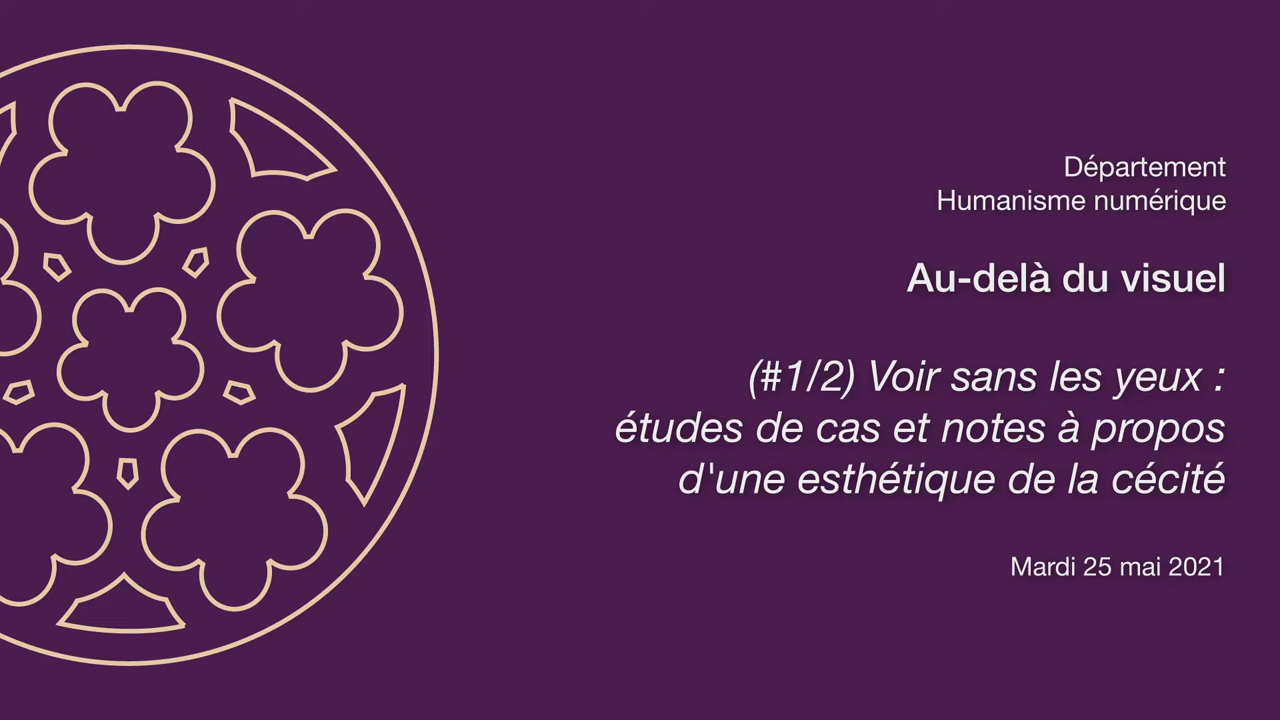 Département
Humanisme numérique
Au-delà du visuel
(#1/2) Voir sans les yeux :
études de cas et notes à propos
d'une esthétique de la cécité
Mardi 25 mai 2021